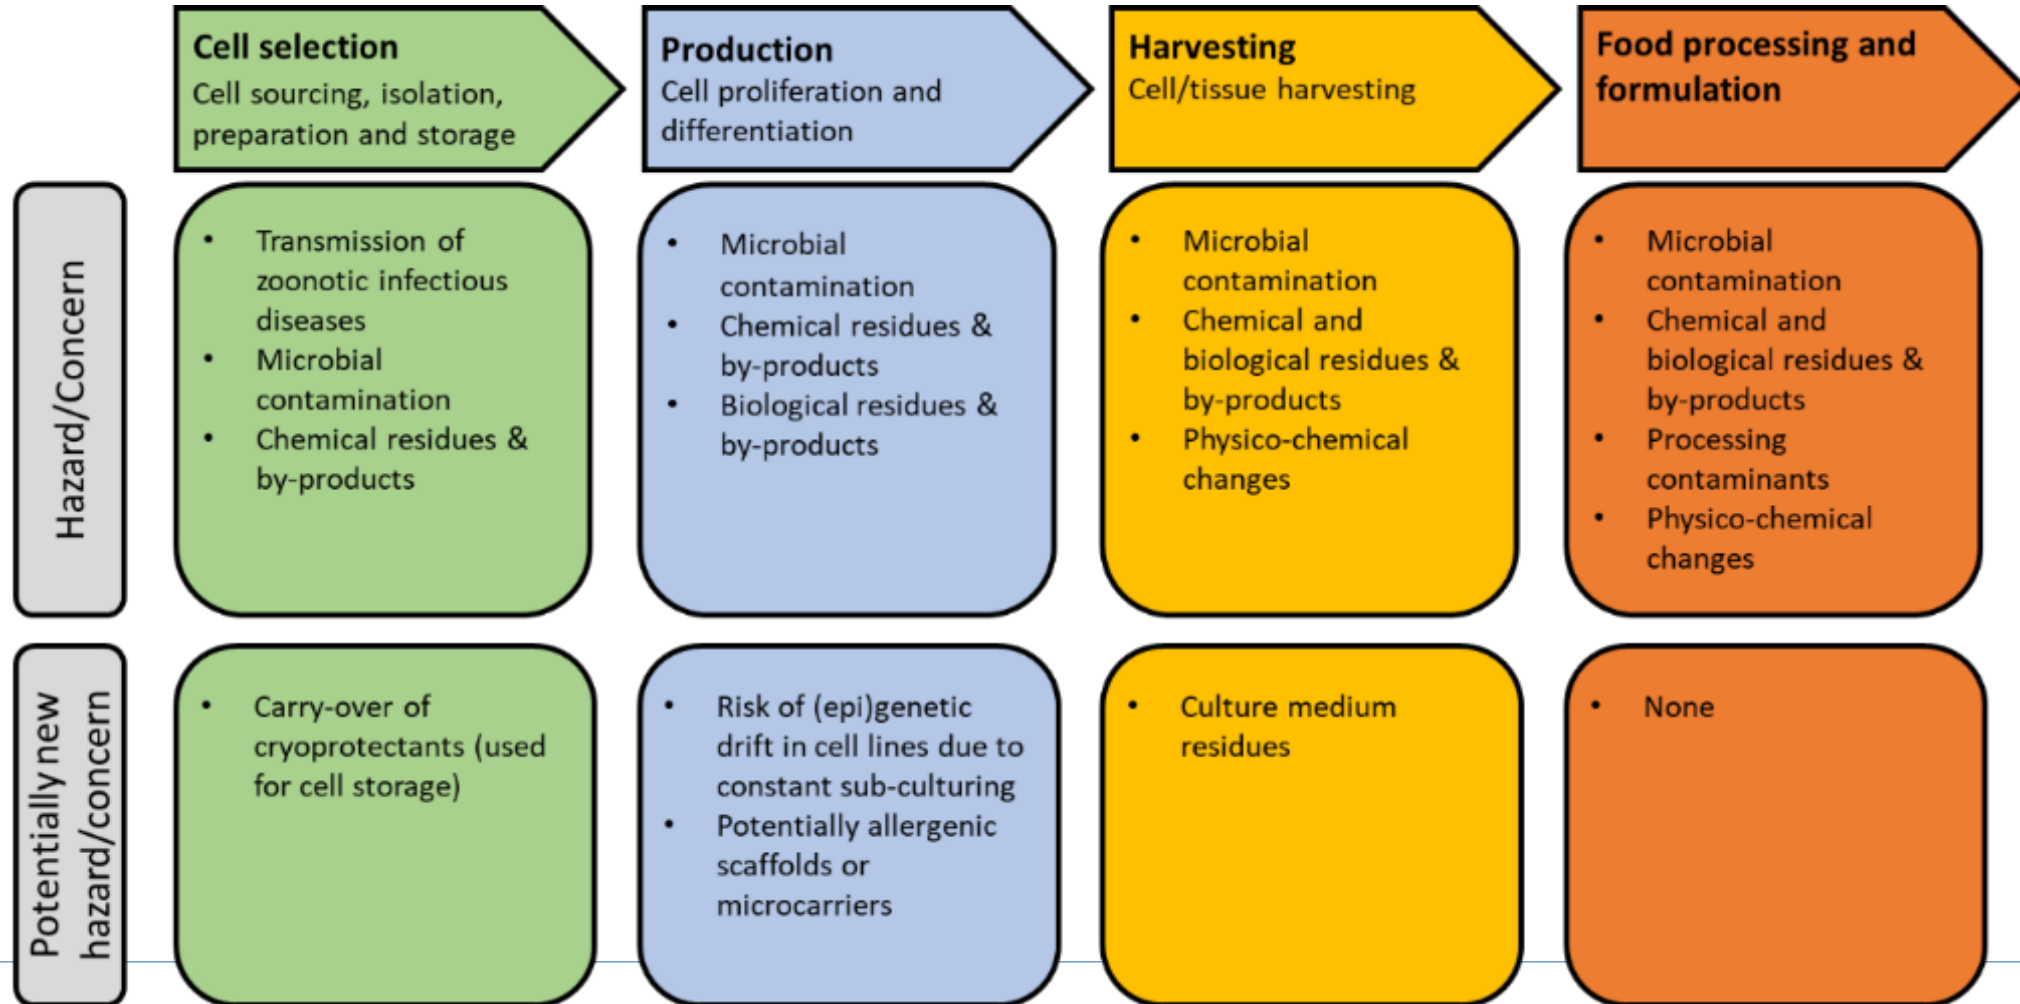 Cell selection
Cell sourcing, isolation,
preparation and storage
Production
Cell proliferation and
differentiation
Harvesting
Cell/tissue harvesting
Food processing and
formulation
Hazard/Concern
• Transmission of
zoonotic infectious
diseases
• Microbial
contamination
• Chemical residues &
by-products
• Microbial
contamination
• Chemical residues &
by-products
• Biological residues &
by-products
• Microbial
contamination
• Chemical and
biological residues &
by-products
• Physico-chemical
changes
• Microbial
contamination
• Chemical and
biological residues &
by-products
• Processing
contaminants
• Physico-chemical
changes
Potentially new
hazard/concern
• Carry-over of
cryoprotectants (used
for cell storage)
• Risk of (epi)genetic
drift in cell lines due to
constant sub-culturing
• Potentially allergenic
scaffolds or
microcarriers
• Culture medium
residues
• None